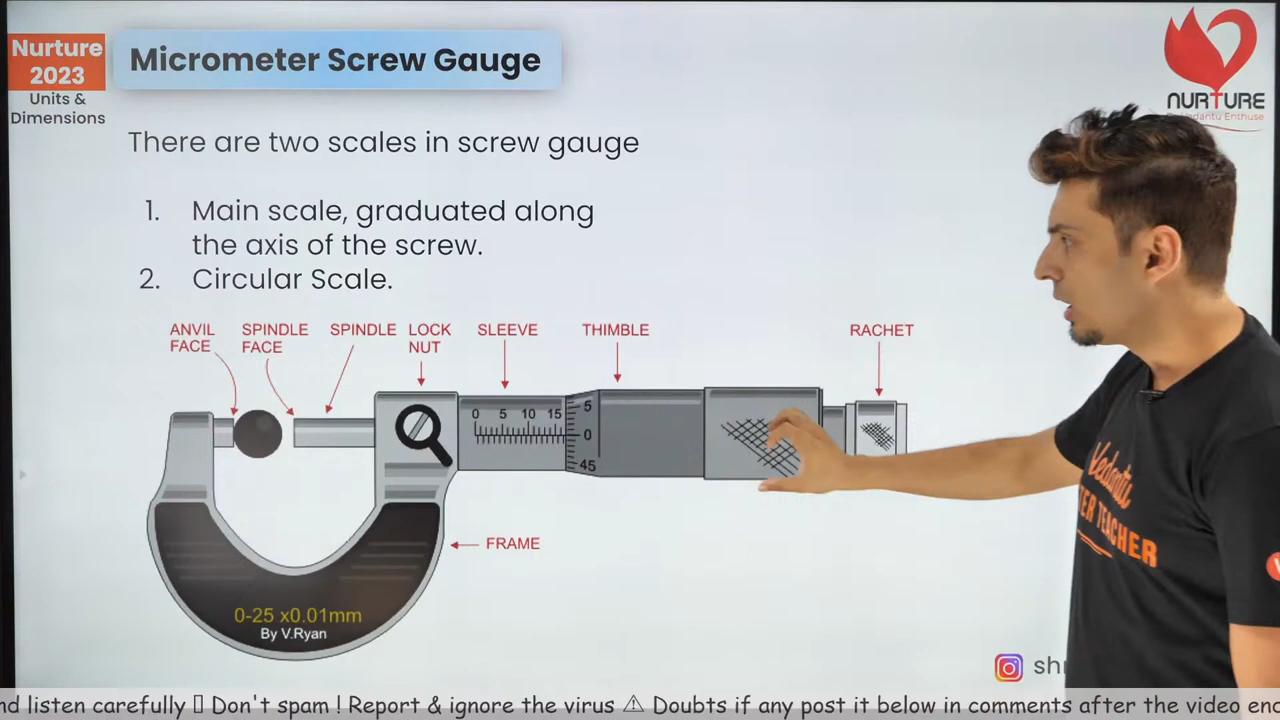 Nurture
2023
Units &
Dimensions
Micrometer Screw Gauge
NURTURE
There are two scales in screw gauge
1. Main scale, graduated along
the axis of the screw.
2. Circular Scale.
ANVIL
FACE
SPINDLE
FACE
SPINDLE
LOCK
NUT
SLEEVE
THIMBLE
RACHET
0 5 10 15
5
0
45
FRAME
0-25 x0.01mm
By V.Ryan
Vedantu
TEACHER
nd listen carefully Don't spam ! Report & ignore the virus ⚠ Doubts if any post it below in comments after the video